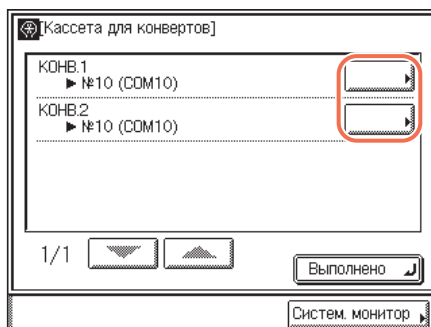 [Кассета для конвертов]
КОНВ.1
► №10 (COM10)
КОНВ.2
► №10 (COM10)
1/1
Выполнено
Систем. монитор